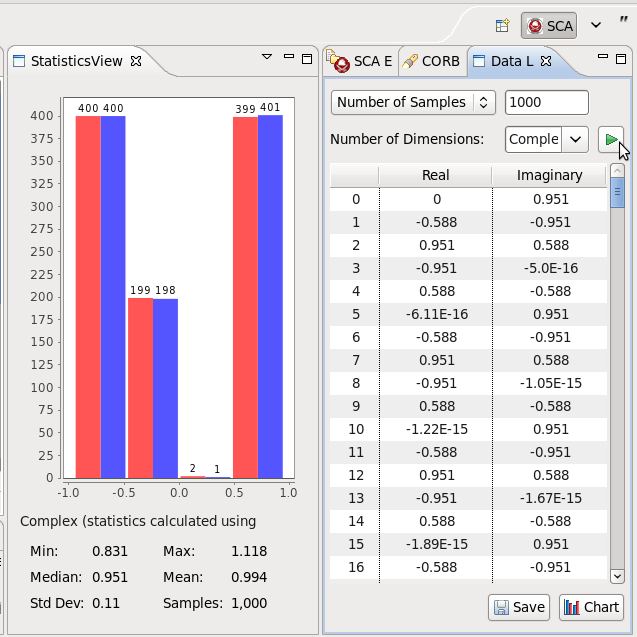 SCA
"
StatisticsView
400 400 199 198 2 1 399 401
400
375
350
325
300
275
250
225
200
175
150
125
100
75
50
25
0
-1.0 -0.5 0.0 0.5 1.0
Complex (statistics calculated using
Min: 0.831 Max: 1.118
Median: 0.951 Mean: 0.994
Std Dev: 0.11 Samples: 1,000
SCA E CORB Data L
Number of Samples 1000
Number of Dimensions: Comple
Real Imaginary
0 0 0.951
1 -0.588 -0.951
2 0.951 0.588
3 -0.951 -5.0E-16
4 0.588 -0.588
5 -6.11E-16 0.951
6 -0.588 -0.951
7 0.951 0.588
8 -0.951 -1.05E-15
9 0.588 -0.588
10 -1.22E-15 0.951
11 -0.588 -0.951
12 0.951 0.588
13 -0.951 -1.67E-15
14 0.588 -0.588
15 -1.89E-15 0.951
16 -0.588 -0.951
Save Chart